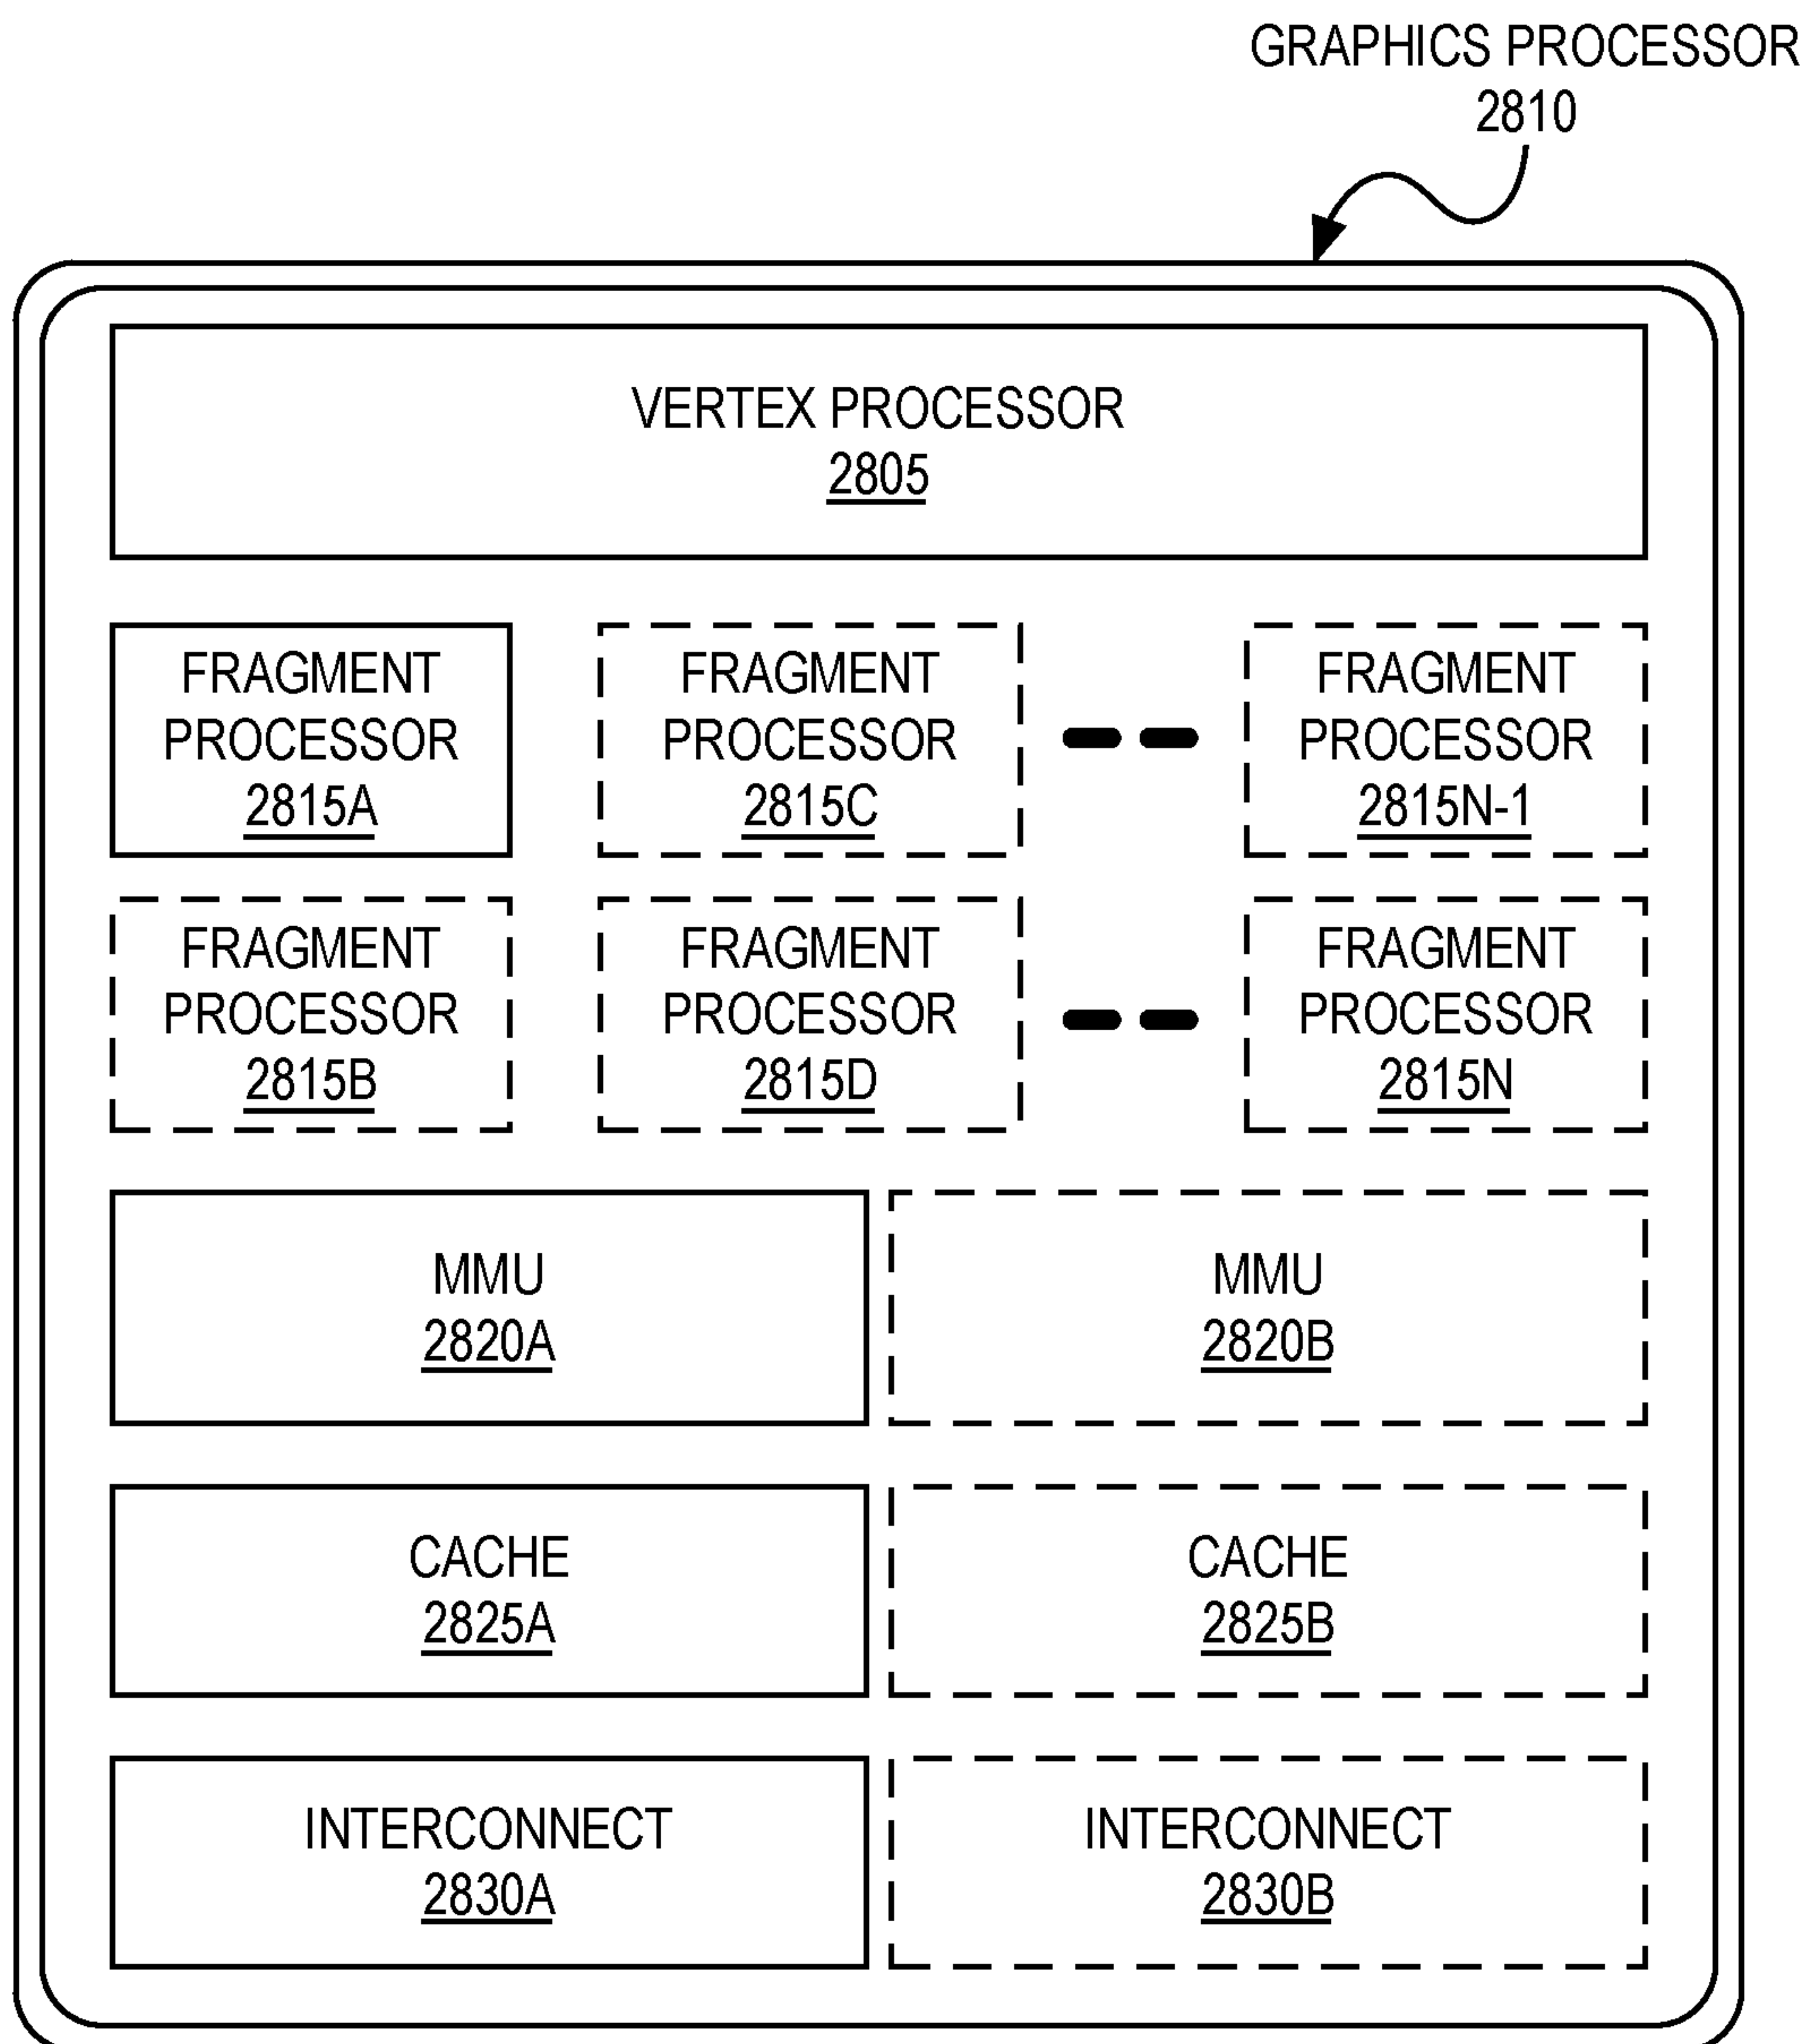 GRAPHICS PROCESSOR
2810
VERTEX PROCESSOR
2805
FRAGMENT
PROCESSOR
2815A
FRAGMENT
PROCESSOR
2815C
FRAGMENT
PROCESSOR
2815N-1
FRAGMENT
PROCESSOR
2815B
FRAGMENT
PROCESSOR
2815D
FRAGMENT
PROCESSOR
2815N
MMU
2820A
MMU
2820B
CACHE
2825A
CACHE
2825B
INTERCONNECT
2830A
INTERCONNECT
2830B